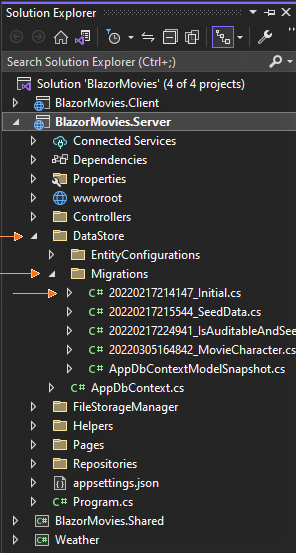 Solution Explorer
Search Solution Explorer (Ctrl+;)
Solution 'BlazorMovies' (4 of 4 projects)
BlazorMovies.Client
BlazorMovies.Server
Connected Services
Dependencies
Properties
wwwroot
Controllers
DataStore
EntityConfigurations
Migrations
C# 20220217214147_Initial.cs
C# 20220217215544_SeedData.cs
C# 20220217224941_IsAuditableAndSee
C# 20220305164842_MovieCharacter.cs
C# AppDbContextModelSnapshot.cs
C# AppDbContext.cs
FileStorageManager
Helpers
Pages
Repositories
appsettings.json
C# Program.cs
C# BlazorMovies.Shared
C# Weather